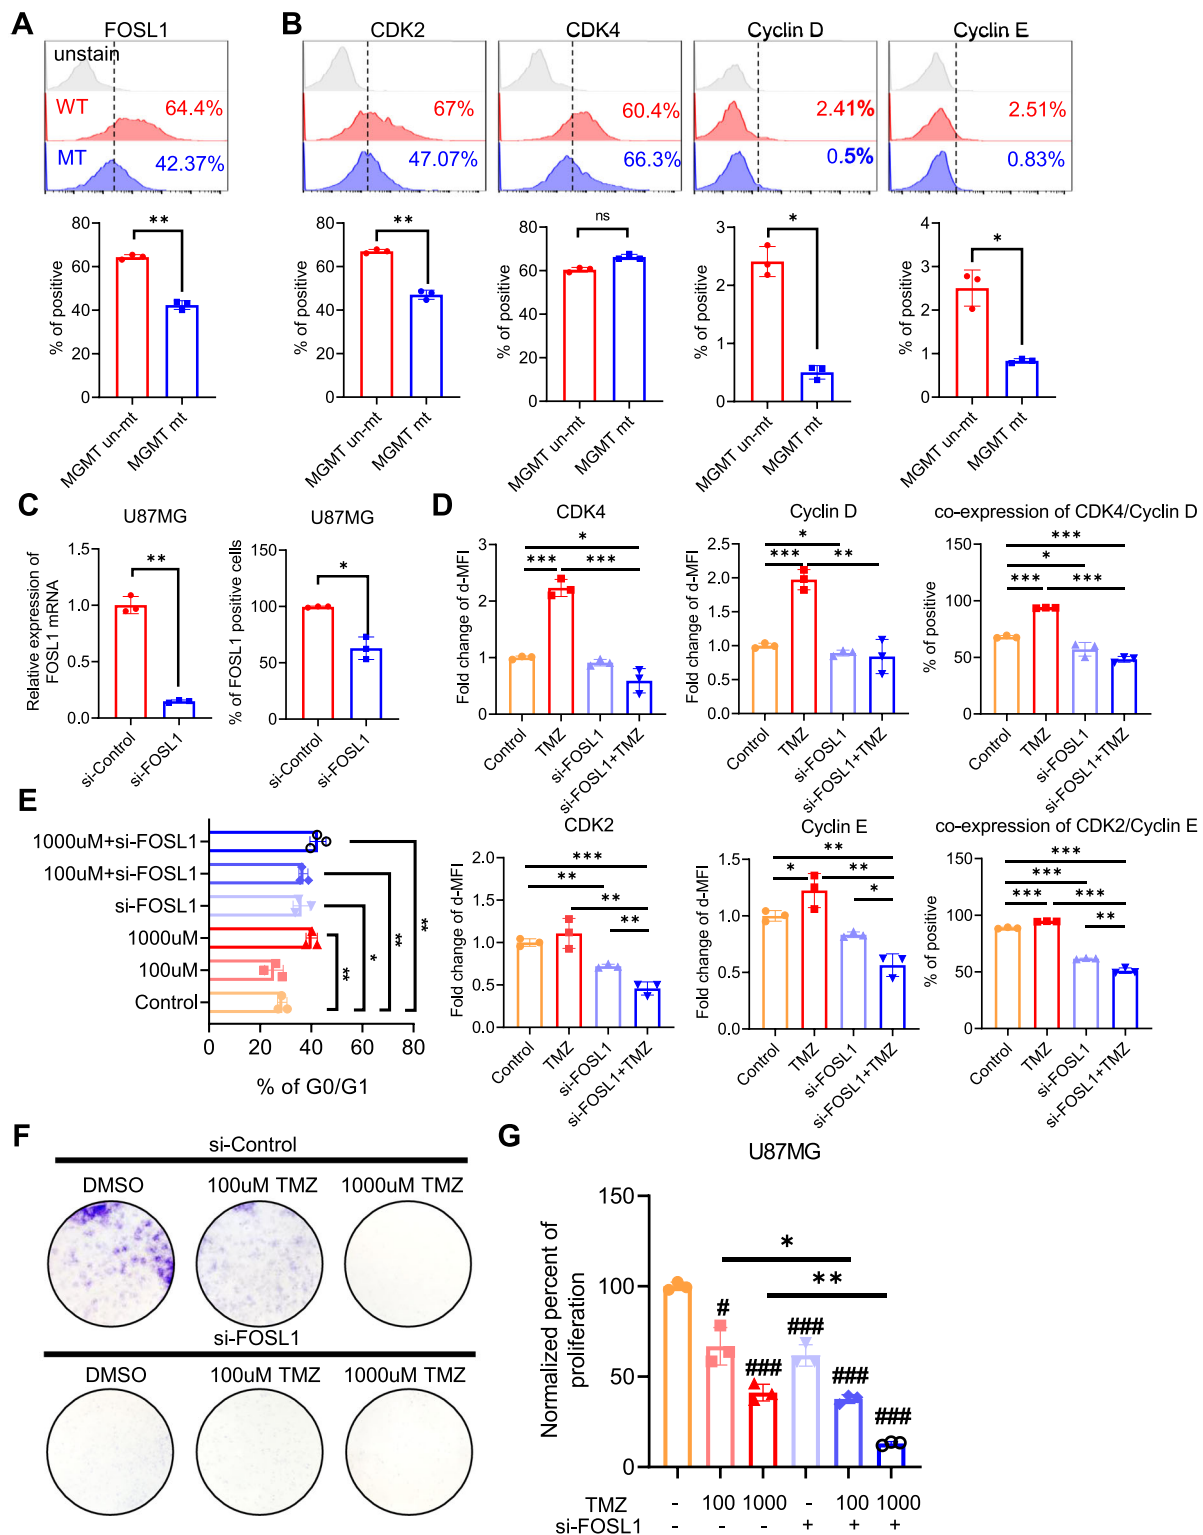 A
B
FOSL1
CDK2
CDK4
Cyclin D
Cyclin E
unstain
WT
64.4%
67%
60.4%
2.41%
2.51%
MT
42.37%
47.07%
66.3%
0.5%
0.83%
% of positive
80
60
40
20
0
**
MGMT un-mt
MGMT mt
% of positive
80
60
40
20
0
**
MGMT un-mt
MGMT mt
% of positive
0
20
40
60
80
ns
MGMT un-mt
MGMT mt
% of positive
3
2
1
0
*
MGMT un-mt
MGMT mt
% of positive
4
3
2
1
0
*
MGMT un-mt
MGMT mt
C
U87MG
Relative expression of
FOSL1 mRNA
1.5
1.0
0.5
0.0
**
si-Control
si-FOSL1
U87MG
% of FOSL1 positive cells
150
100
50
0
*
si-Control
si-FOSL1
D
CDK4
Fold change of d-MFI
3
2
1
0
*
***
***
Control
TMZ
si-FOSL1
si-FOSL1+TMZ
Cyclin D
Fold change of d-MFI
2.5
2.0
1.5
1.0
0.5
0.0
*
***
**
Control
TMZ
si-FOSL1
si-FOSL1+TMZ
co-expression of CDK4/Cyclin D
% of positive
150
100
50
0
***
*
***
***
Control
TMZ
si-FOSL1
si-FOSL1+TMZ
E
1000uM+si-FOSL1
100uM+si-FOSL1
si-FOSL1
1000uM
100uM
Control
**
*
**
**
0
20
40
60
80
% of G0/G1
CDK2
Fold change of d-MFI
2.0
1.5
1.0
0.5
0.0
***
**
**
**
Control
TMZ
si-FOSL1
si-FOSL1+TMZ
Cyclin E
Fold change of d-MFI
1.5
1.0
0.5
0.0
**
*
**
*
Control
TMZ
si-FOSL1
si-FOSL1+TMZ
co-expression of CDK2/Cyclin E
% of positive
150
100
50
0
***
***
***
***
**
Control
TMZ
si-FOSL1
si-FOSL1+TMZ
F
si-Control
DMSO
100uM TMZ
1000uM TMZ
si-FOSL1
DMSO
100uM TMZ
1000uM TMZ
G
U87MG
Normalized percent of
proliferation
150
100
50
0
*
**
#
###
###
###
###
TMZ - 100 1000 - 100 1000
si-FOSL1 - - - + + +